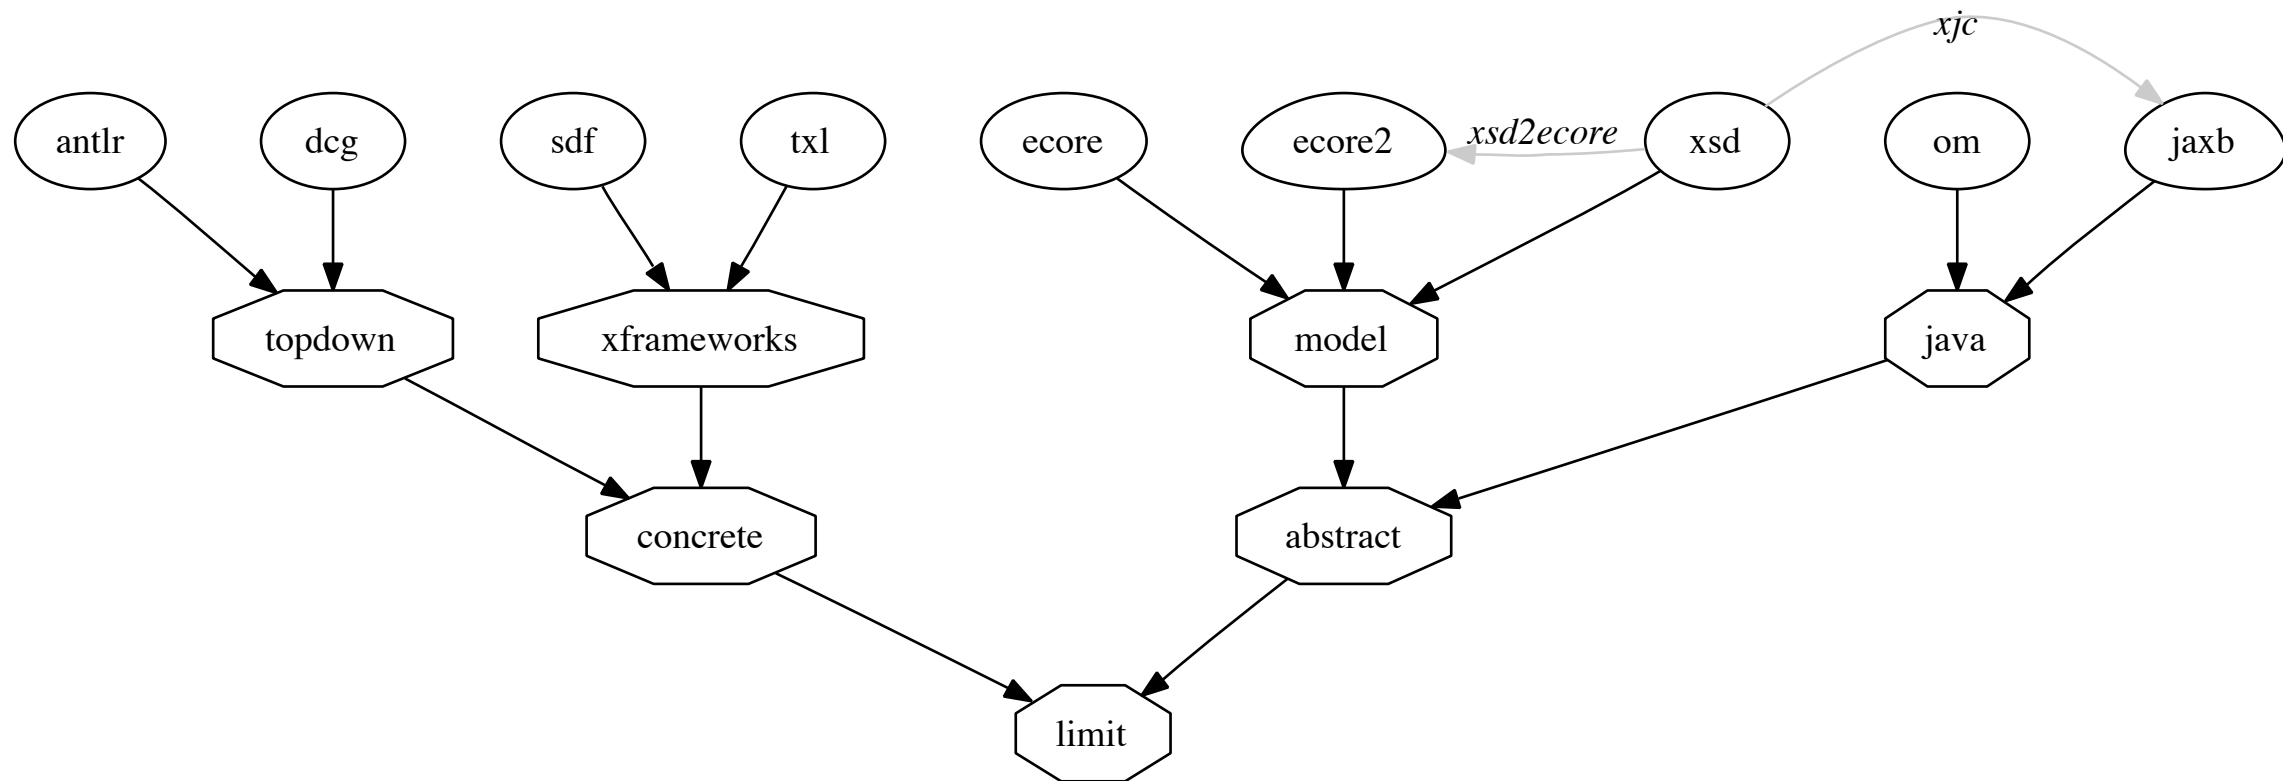 xjc
antlr
dcg
sdf
txl
ecore
ecore2
xsd2ecore
xsd
om
jaxb
topdown
xframeworks
model
java
concrete
abstract
limit